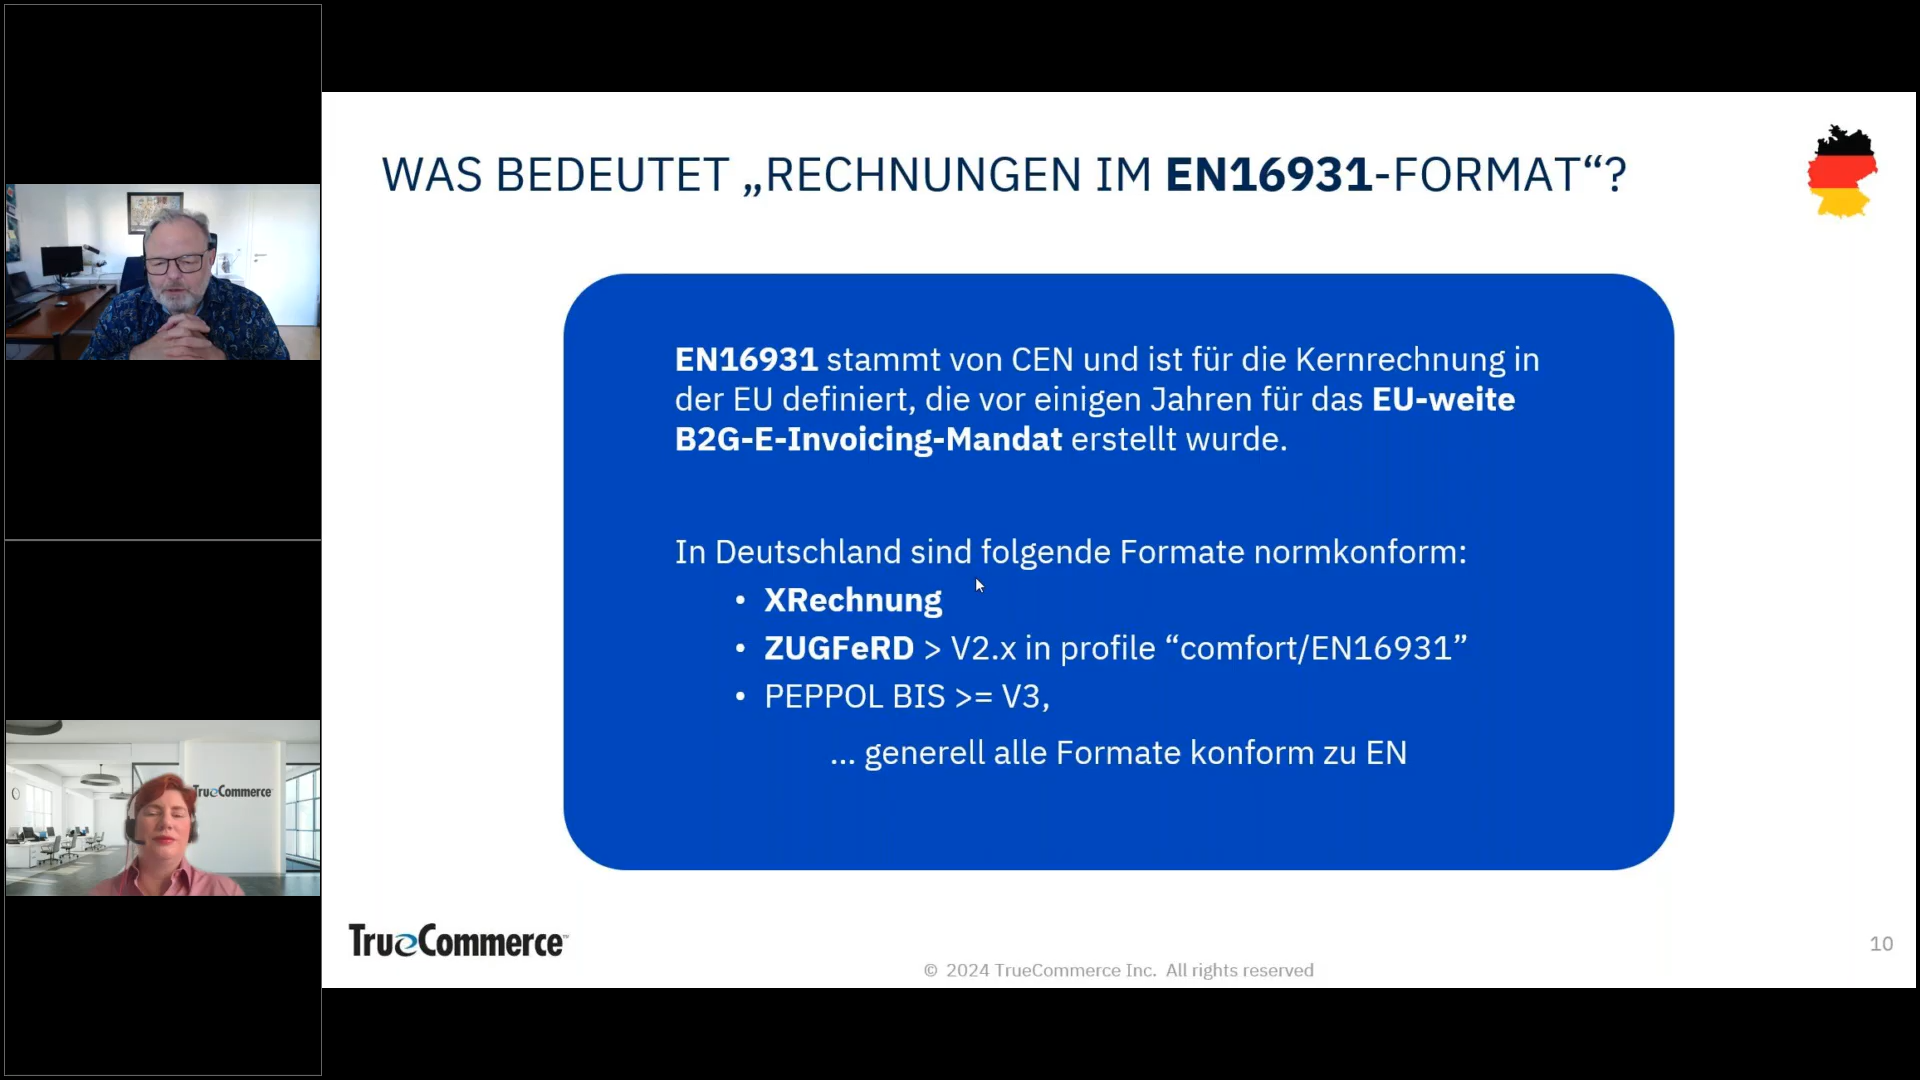 WAS BEDEUTET „RECHNUNGEN IM EN16931-FORMAT“?
EN16931 stammt von CEN und ist für die Kernrechnung in
der EU definiert, die vor einigen Jahren für das EU-weite
B2G-E-Invoicing-Mandat erstellt wurde.
In Deutschland sind folgende Formate normkonform:
• XRechnung
• ZUGFeRD > V2.x in profile “comfort/EN16931”
• PEPPOL BIS >= V3,
... generell alle Formate konform zu EN
TrueCommerce
TrueCommerce™
© 2024 TrueCommerce Inc. All rights reserved
10